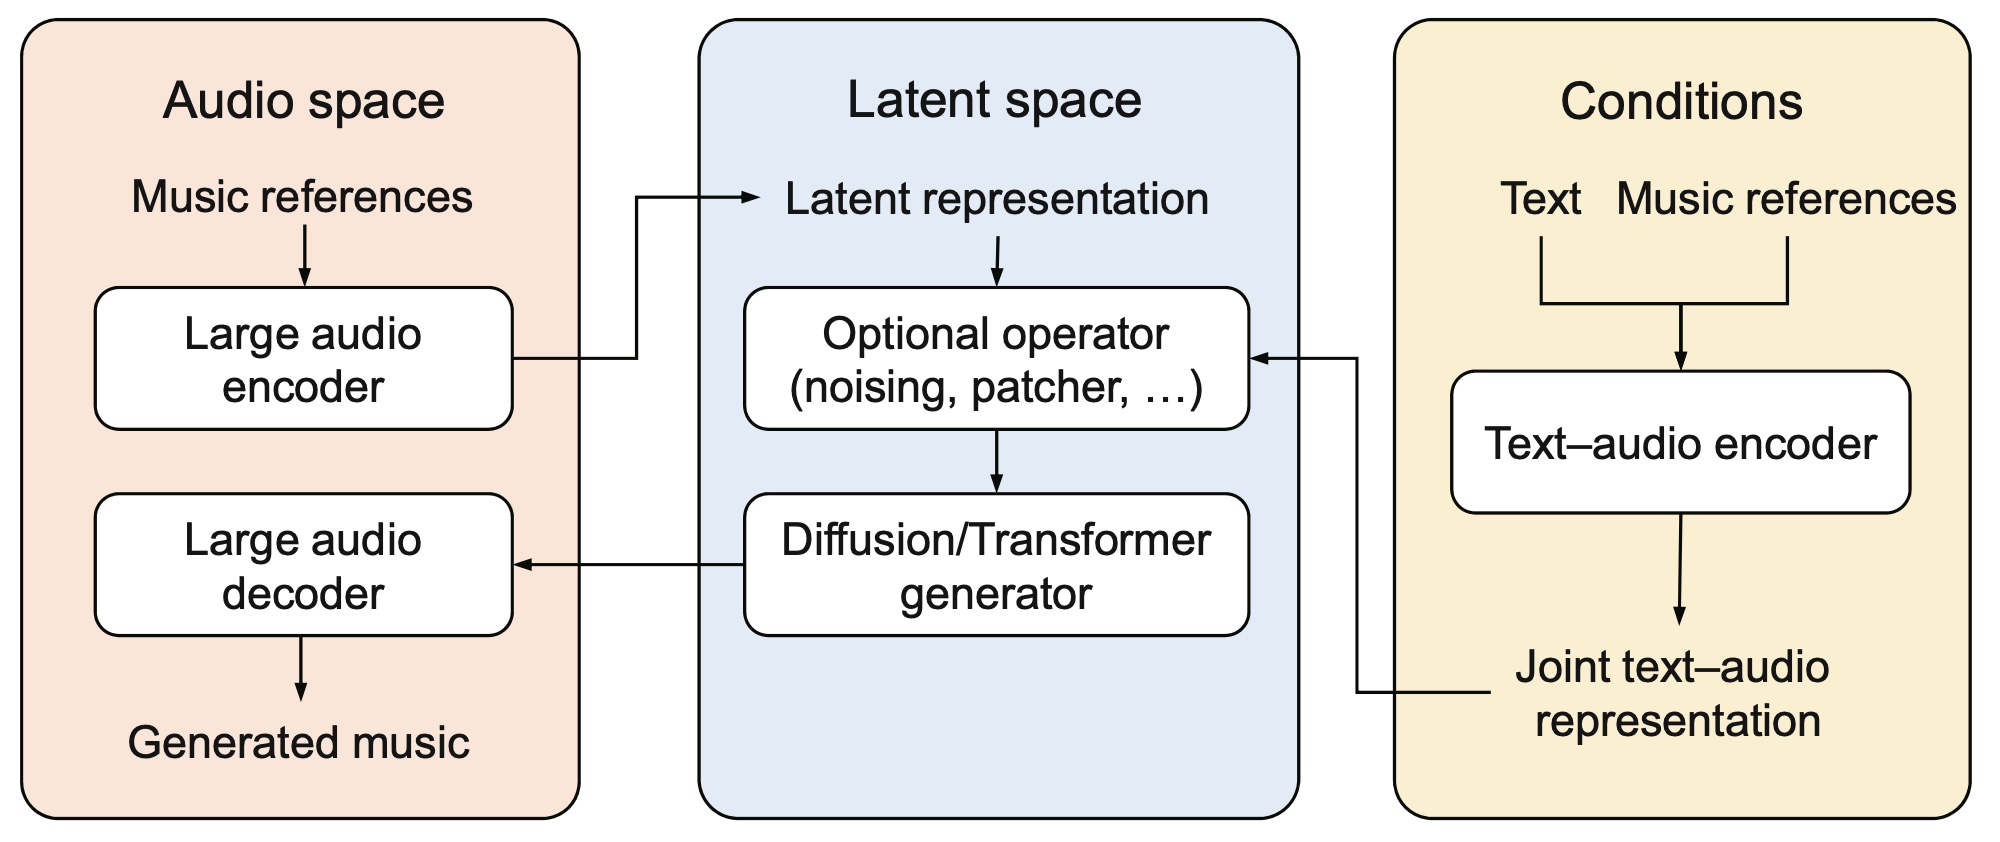 Audio space
Music references
Large audio
encoder
Large audio
decoder
Generated music
Latent space
Latent representation
Optional operator
(noising, patcher, …)
Diffusion/Transformer
generator
Conditions
Text Music references
Text–audio encoder
Joint text–audio
representation